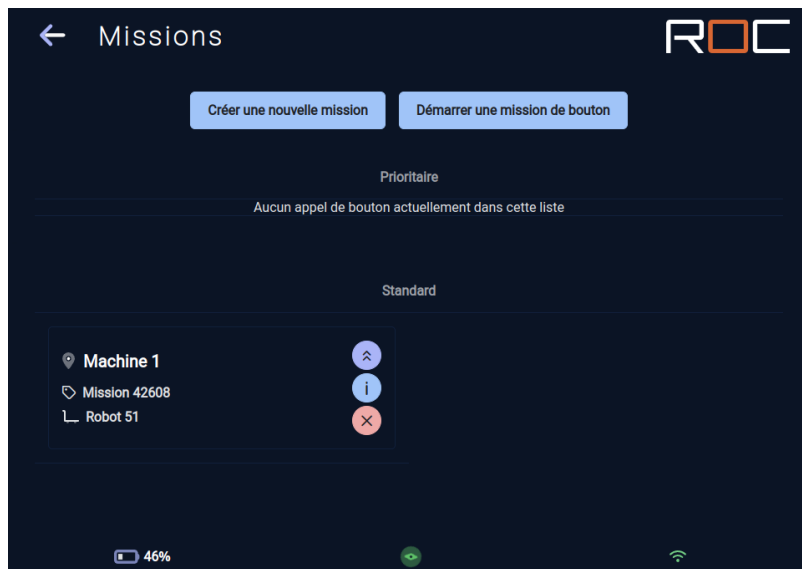 Missions
ROC
Créer une nouvelle mission
Démarrer une mission de bouton
Prioritaire
Aucun appel de bouton actuellement dans cette liste
Standard
Machine 1
i
Mission 42608
Robot 51
46%